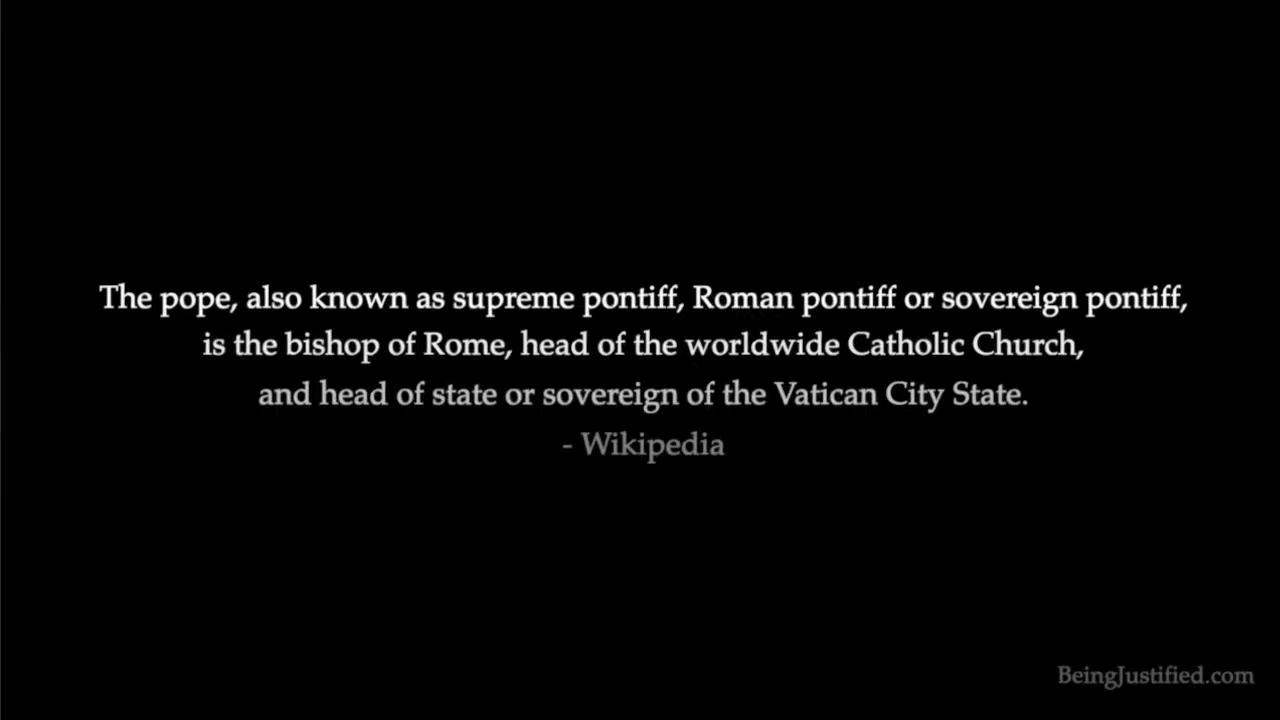 The pope, also known as supreme pontiff, Roman pontiff or sovereign pontiff,
is the bishop of Rome, head of the worldwide Catholic Church,
and head of state or sovereign of the Vatican City State.
- Wikipedia
BeingJustified.com